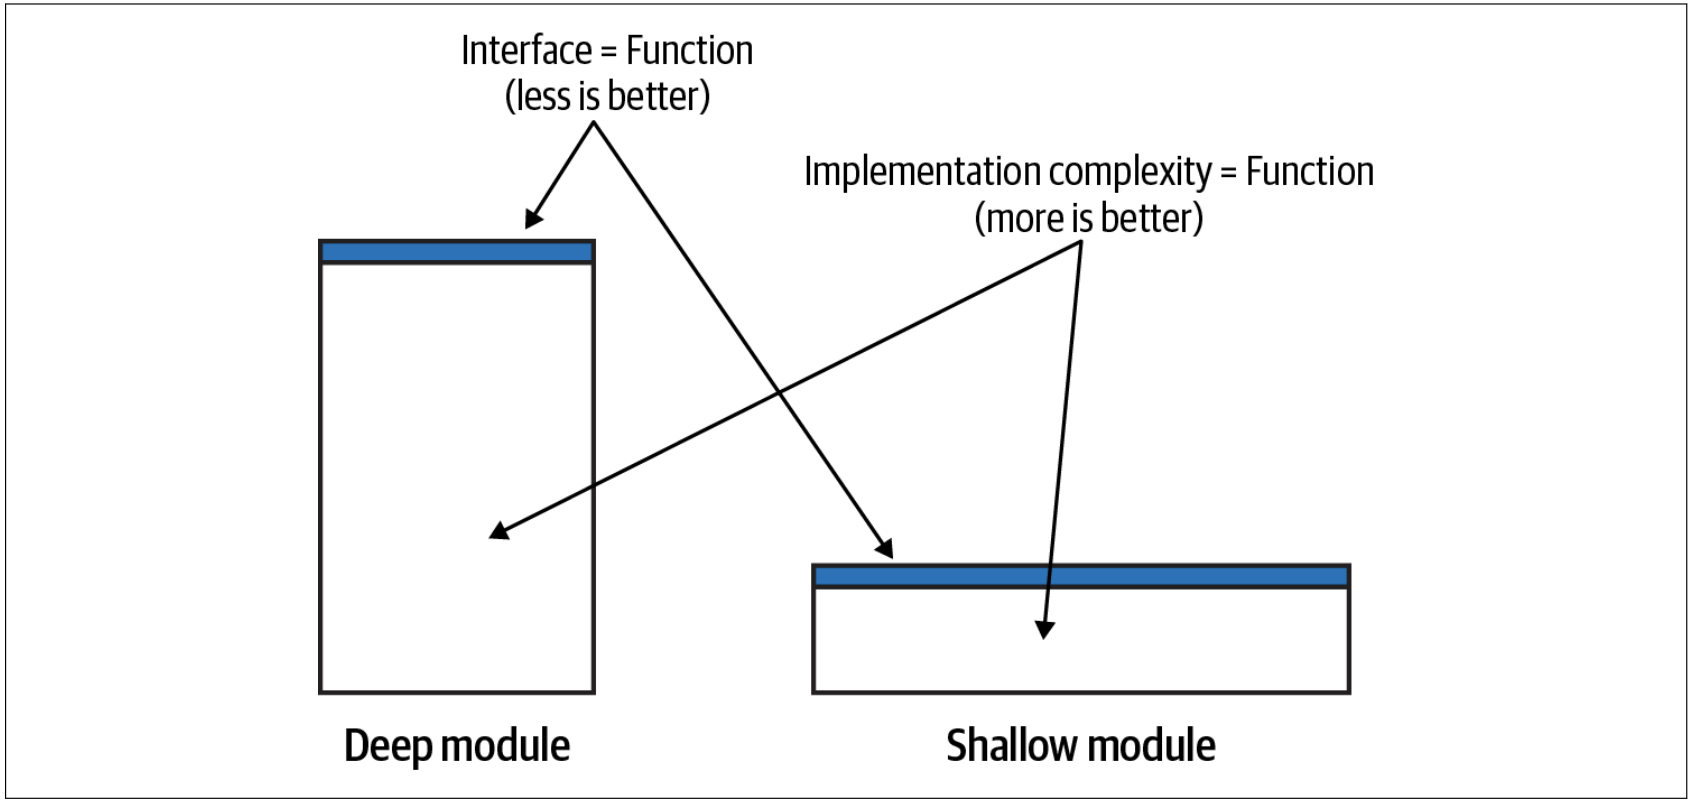 Interface = Function
(less is better)
Implementation complexity = Function
(more is better)
Deep module
Shallow module